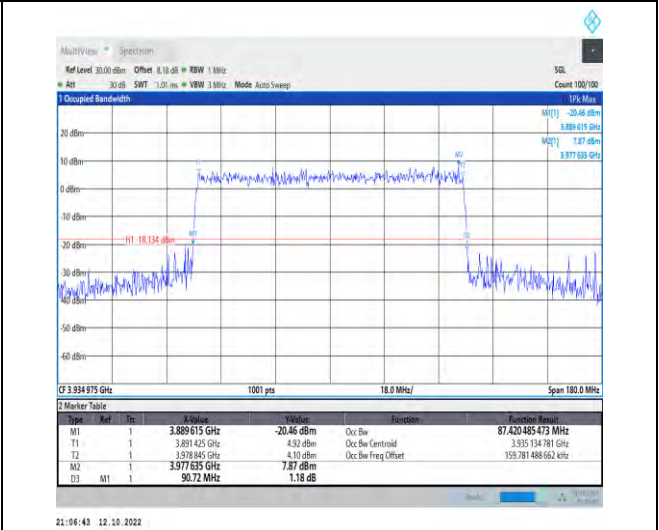 MultiView Spectrum
Ref Level 30.00 dBm Offset 8.18 dB RBW 1 MHz SGL
Att 30 dB SWT 1.01 ms VBW 3 MHz Mode Auto Sweep Count 100/100
1 Occupied Bandwidth 1Pk Max
M1[1] -20.46 dBm
3.889 615 GHz
M2[1] 7.87 dBm
3.977 635 GHz
20 dBm
10 dBm
M2
T1
0 dBm
-10 dBm
M1
H1 -18.134 dBm
-20 dBm
-30 dBm
-40 dBm
-50 dBm
-60 dBm
CF 3.934 975 GHz 1001 pts 18.0 MHz/ Span 180.0 MHz
2 Marker Table
Type Ref Trc X-Value Y-Value Function Function Result
M1 1 3.889 615 GHz -20.46 dBm Occ Bw 87.420 485 473 MHz
T1 1 3.891 425 GHz 4.92 dBm Occ Bw Centroid 3.935 134 781 GHz
T2 1 3.978 845 GHz 4.10 dBm Occ Bw Freq Offset 159.781 488 662 kHz
M2 1 3.977 635 GHz 7.87 dBm
D3 M1 1 90.72 MHz 1.18 dB
21:06:43 12.10.2022